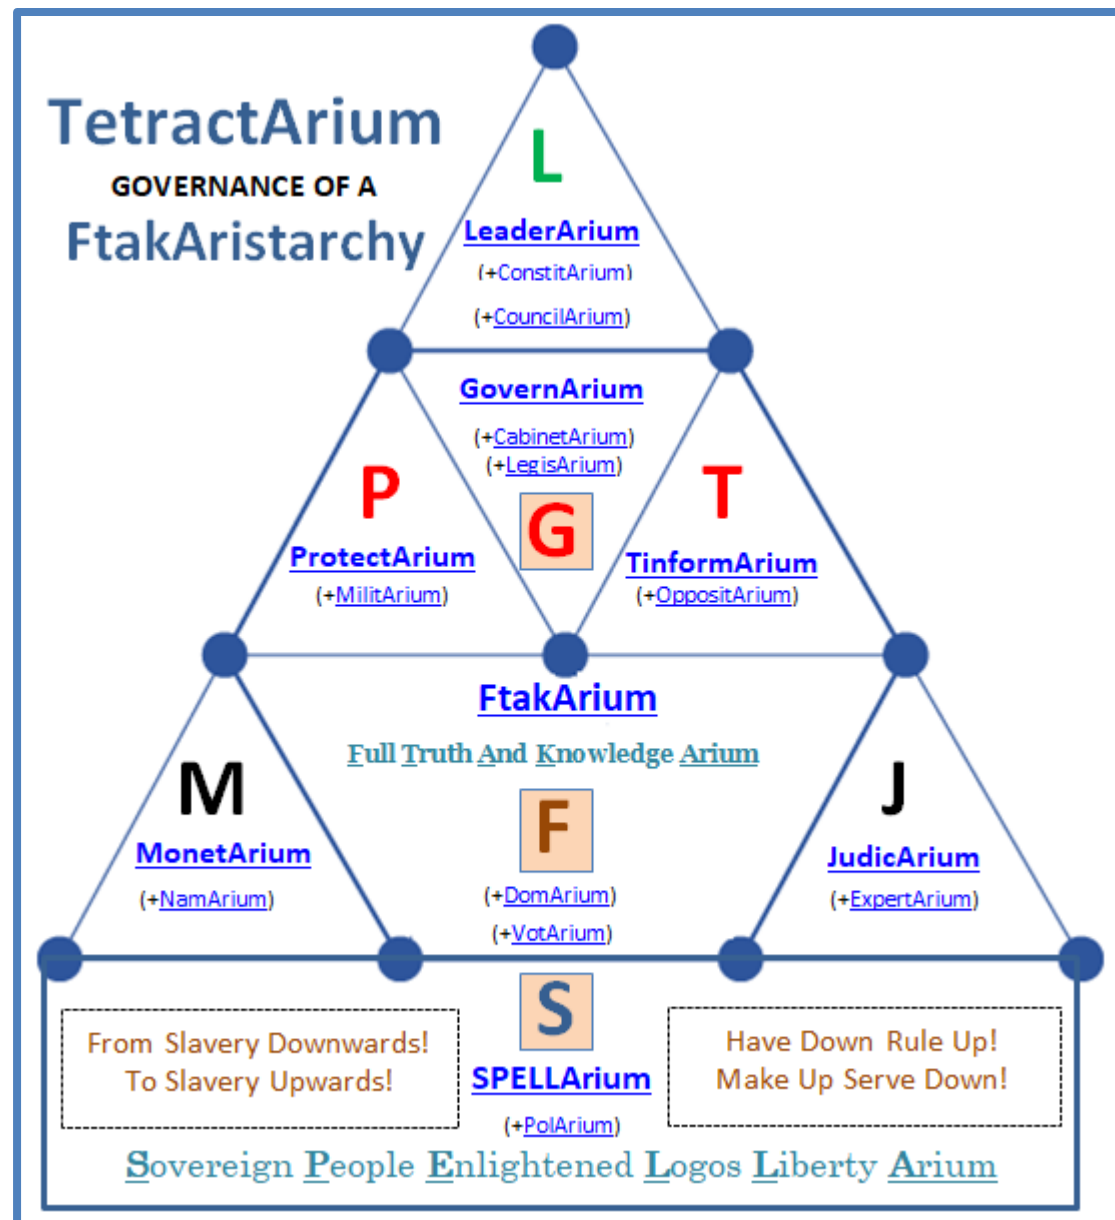 TetractArium
GOVERNANCE OF A
FtakAristarchy
L
LeaderArium
(+ConstitArium)
(+CouncilArium)
GovernArium
(+CabinetArium)
(+LegisArium)
P
G
T
ProtectArium
(+MilitArium)
TinformArium
(+OppositArium)
FtakArium
Full Truth And Knowledge Arium
M
F
J
MonetArium
(+NamArium)
(+DomArium)
(+VotArium)
JudicArium
(+ExpertArium)
S
From Slavery Downwards!
To Slavery Upwards!
SPELLArium
(+PolArium)
Have Down Rule Up!
Make Up Serve Down!
Sovereign People Enlightened Logos Liberty Arium